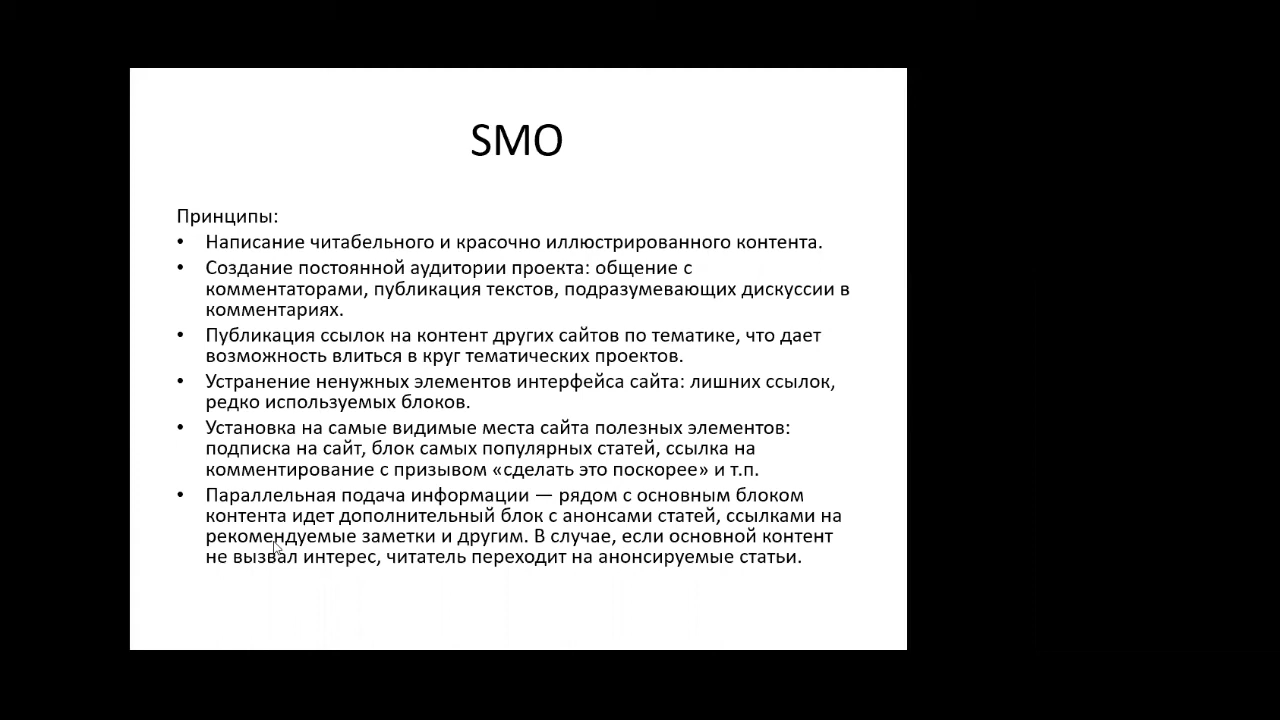 SMO
Принципы:
• Написание читабельного и красочно иллюстрированного контента.
• Создание постоянной аудитории проекта: общение с
комментаторами, публикация текстов, подразумевающих дискуссии в
комментариях.
• Публикация ссылок на контент других сайтов по тематике, что дает
возможность влиться в круг тематических проектов.
• Устранение ненужных элементов интерфейса сайта: лишних ссылок,
редко используемых блоков.
• Установка на самые видимые места сайта полезных элементов:
подписка на сайт, блок самых популярных статей, ссылка на
комментирование с призывом «сделать это поскорее» и т.п.
• Параллельная подача информации — рядом с основным блоком
контента идет дополнительный блок с анонсами статей, ссылками на
рекомендуемые заметки и другим. В случае, если основной контент
не вызвал интерес, читатель переходит на анонсируемые статьи.